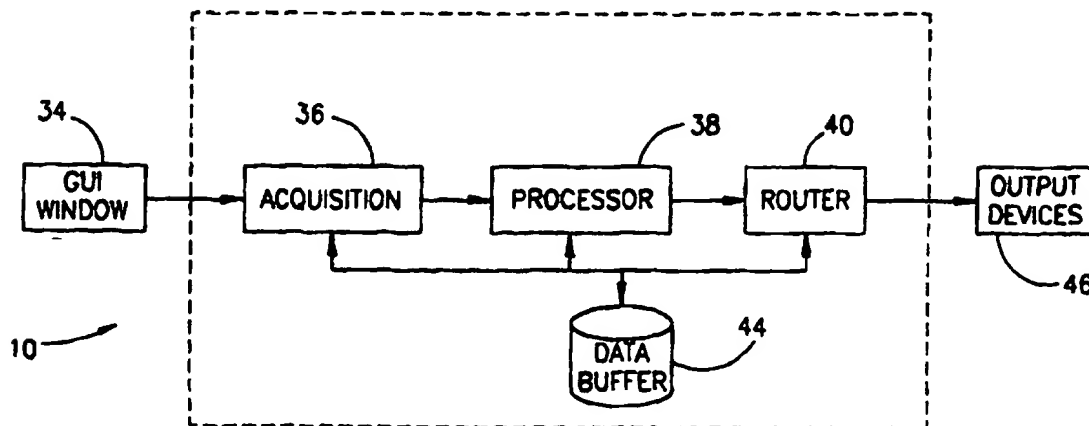 34
36
38
40
GUI
WINDOW
ACQUISITION
PROCESSOR
ROUTER
OUTPUT
DEVICES
46
10
DATA
BUFFER
44